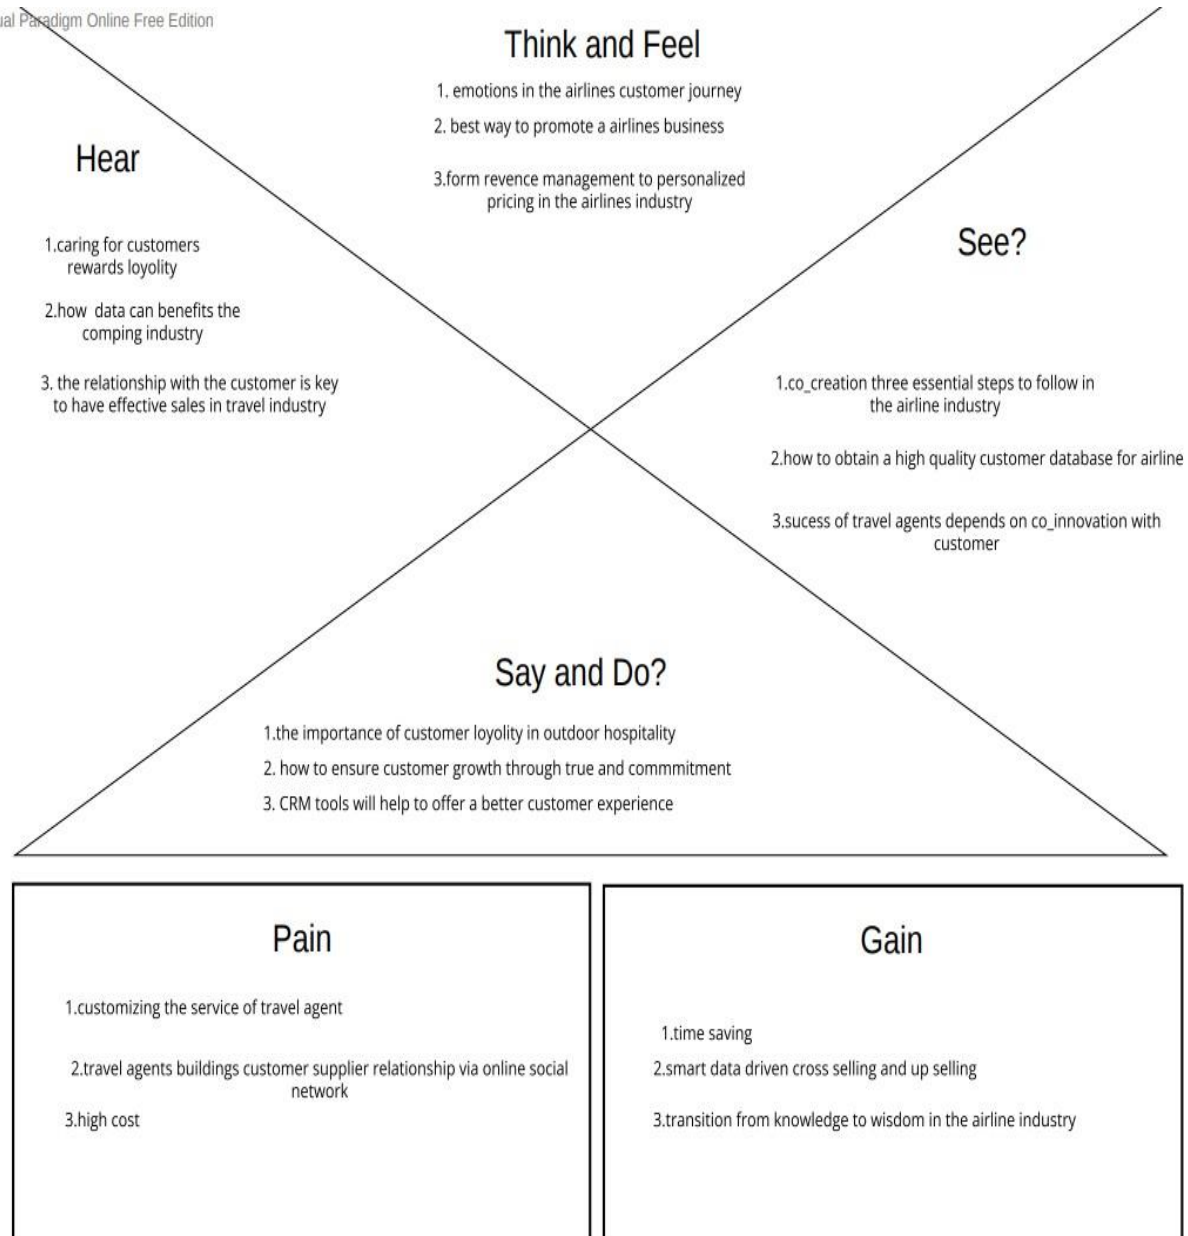 ual Paradigm Online Free Edition
Think and Feel
1. emotions in the airlines customer journey
2. best way to promote a airlines business
3.form revence management to personalized
pricing in the airlines industry
Hear
1.caring for customers
rewards loyolity
2.how data can benefits the
comping industry
3. the relationship with the customer is key
to have effective sales in travel industry
See?
1.co_creation three essential steps to follow in
the airline industry
2.how to obtain a high quality customer database for airline
3.sucess of travel agents depends on co_innovation with
customer
Say and Do?
1.the importance of customer loyolity in outdoor hospitality
2. how to ensure customer growth through true and commmitment
3. CRM tools will help to offer a better customer experience
Pain
1.customizing the service of travel agent
2.travel agents buildings customer supplier relationship via online social
network
3.high cost
Gain
1.time saving
2.smart data driven cross selling and up selling
3.transition from knowledge to wisdom in the airline industry